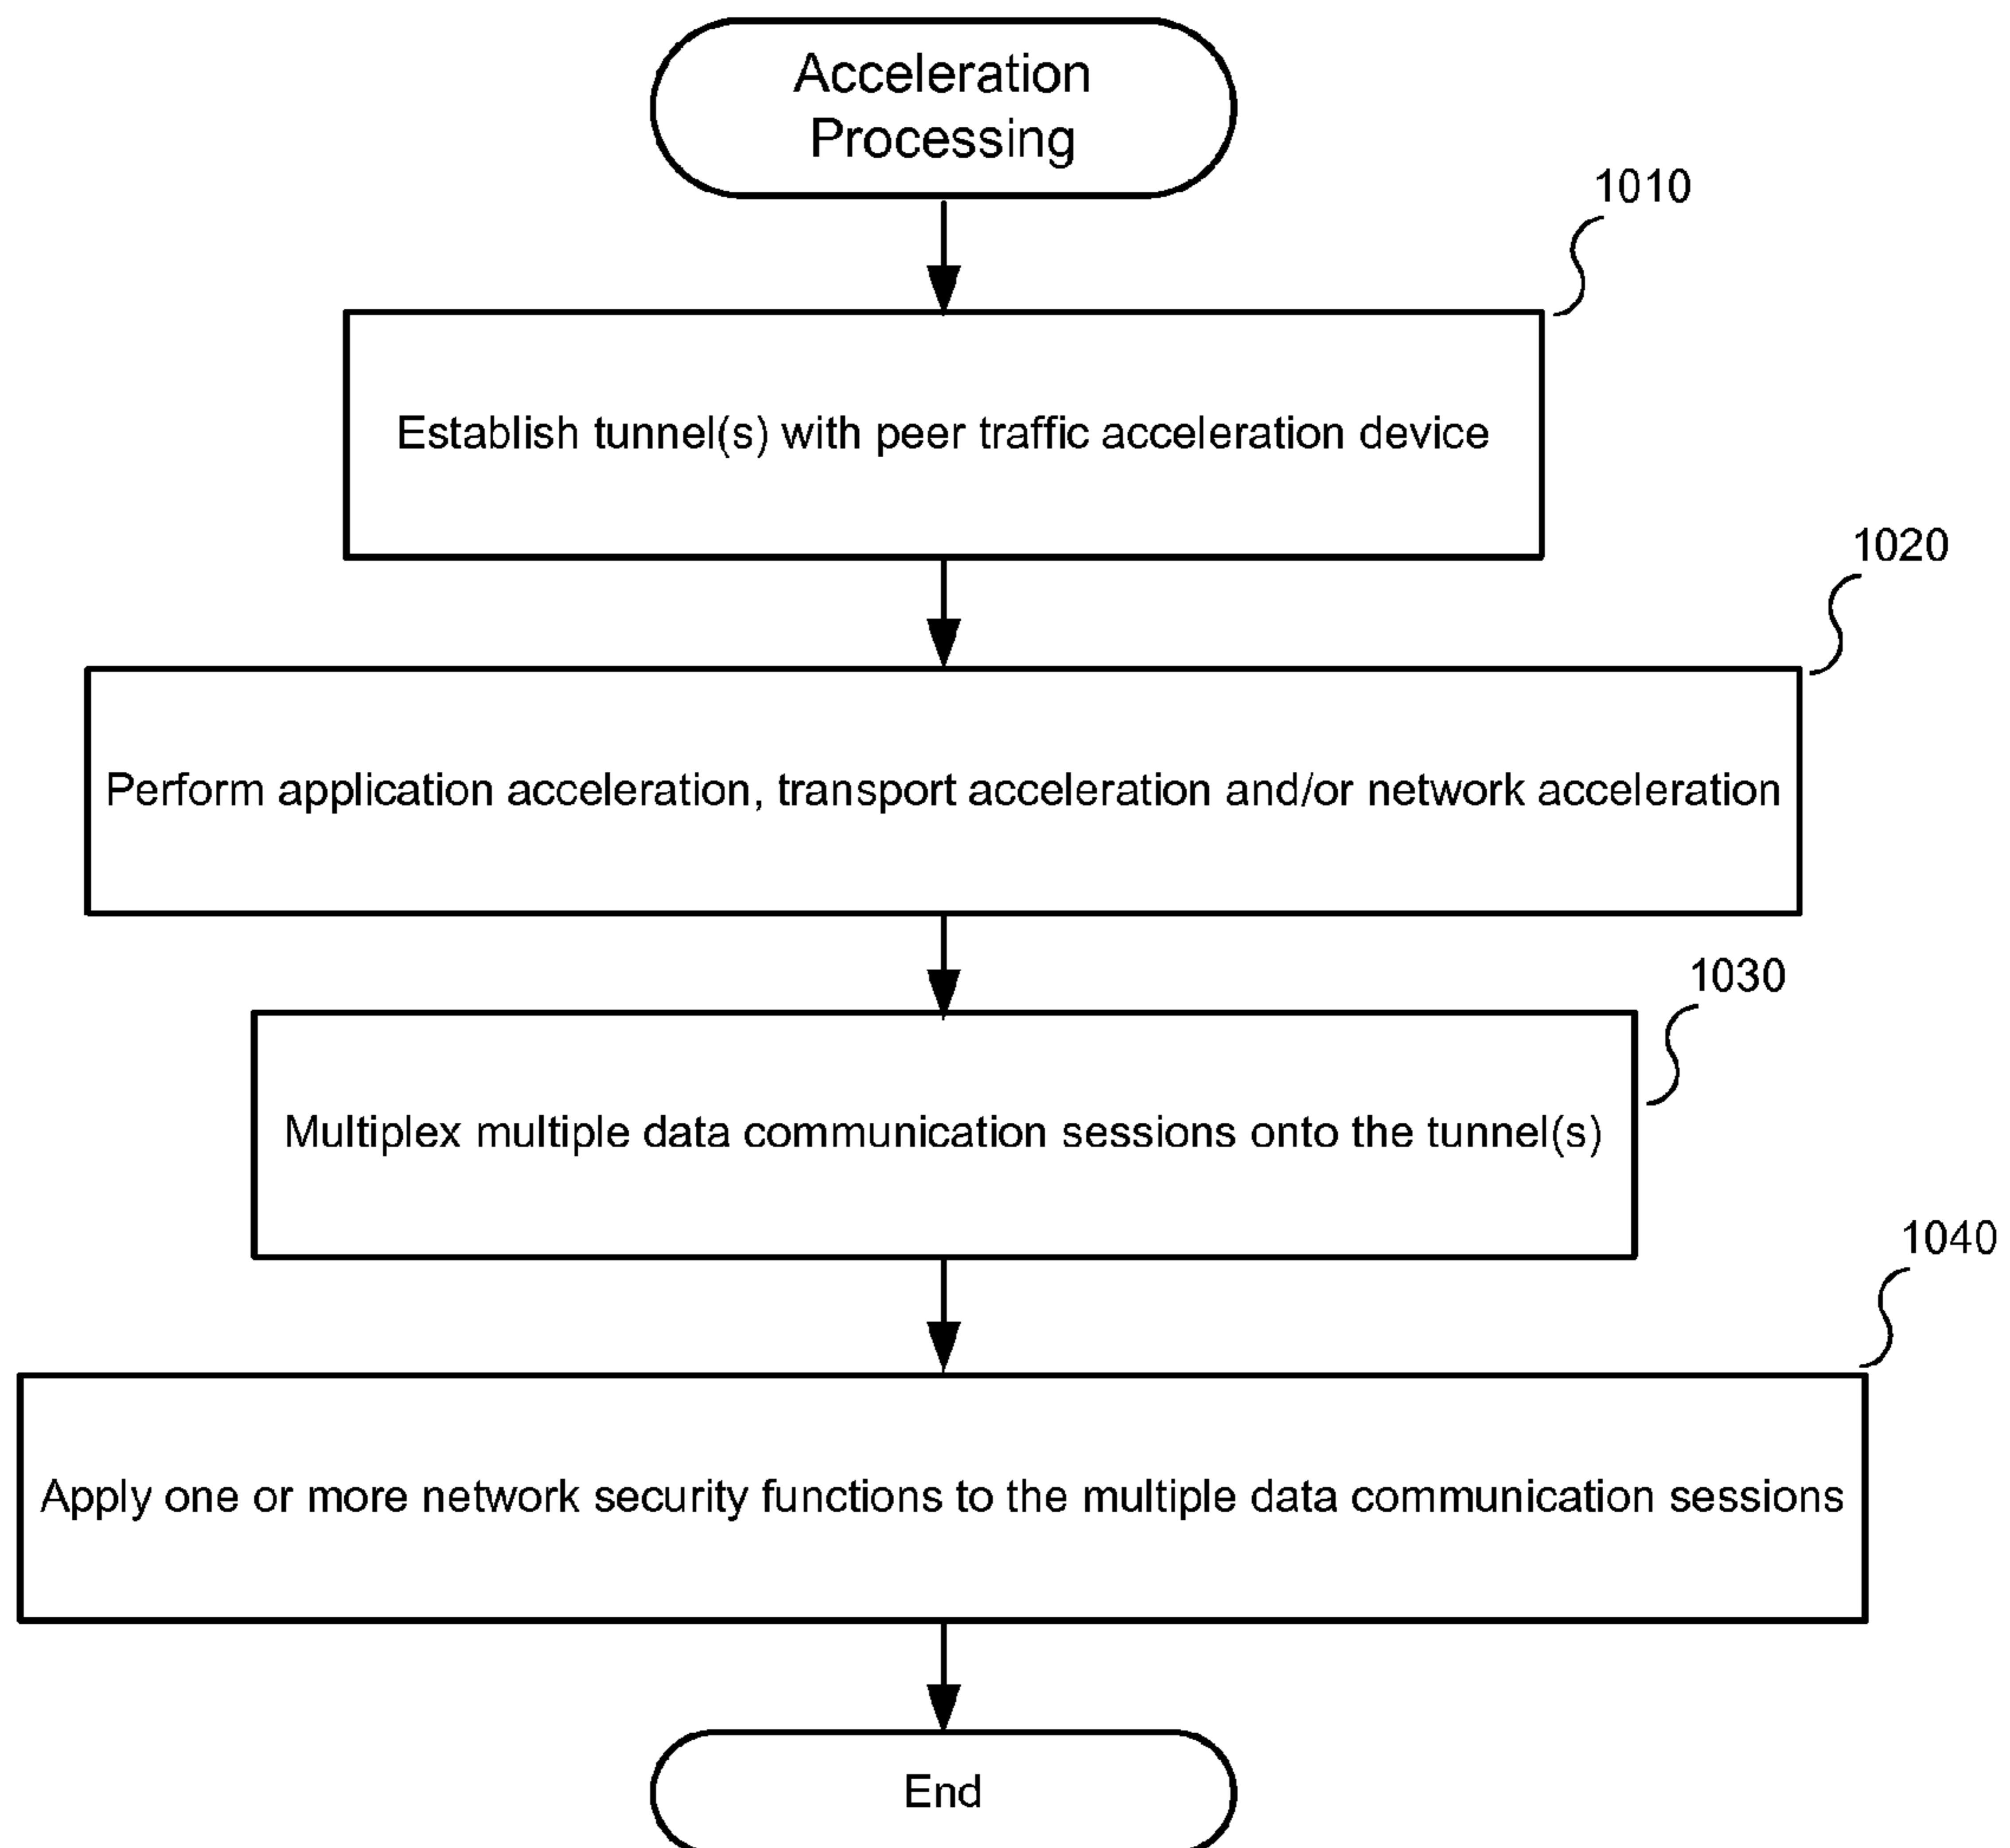 Acceleration
Processing
1010
Establish tunnel(s) with peer traffic acceleration device
1020
Perform application acceleration, transport acceleration and/or network acceleration
1030
Multiplex multiple data communication sessions onto the tunnel(s)
1040
Apply one or more network security functions to the multiple data communication sessions
End